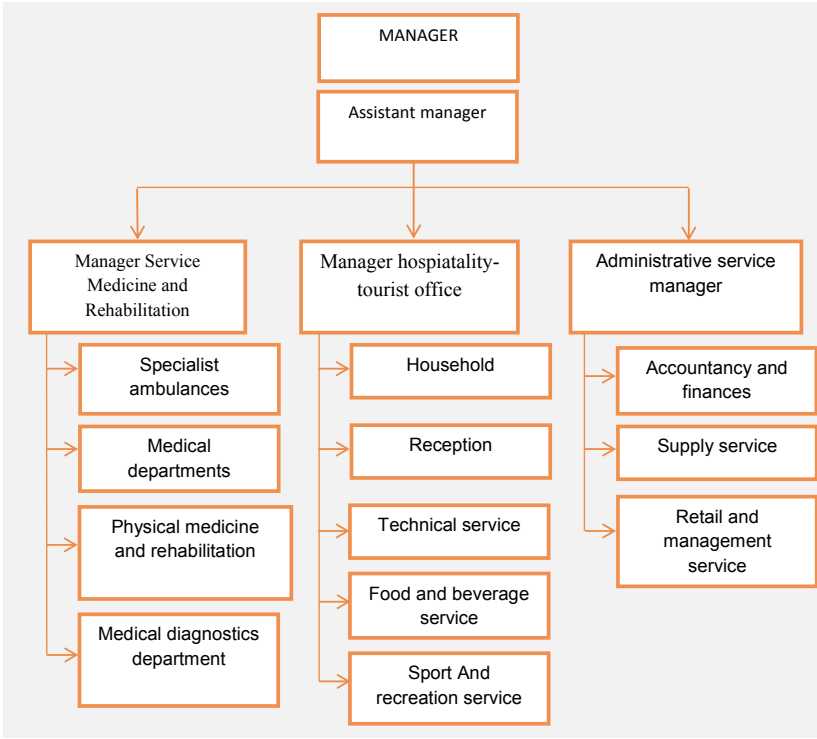 MANAGER
Assistant manager
Manager Service
Medicine and
Rehabilitation
Specialist
ambulances
Medical
departments
Physical medicine
and rehabilitation
Medical diagnostics
department
Manager hospiatality-
tourist office
Household
Reception
Technical service
Food and beverage
service
Sport And
recreation service
Administrative service
manager
Accountancy and
finances
Supply service
Retail and
management
service